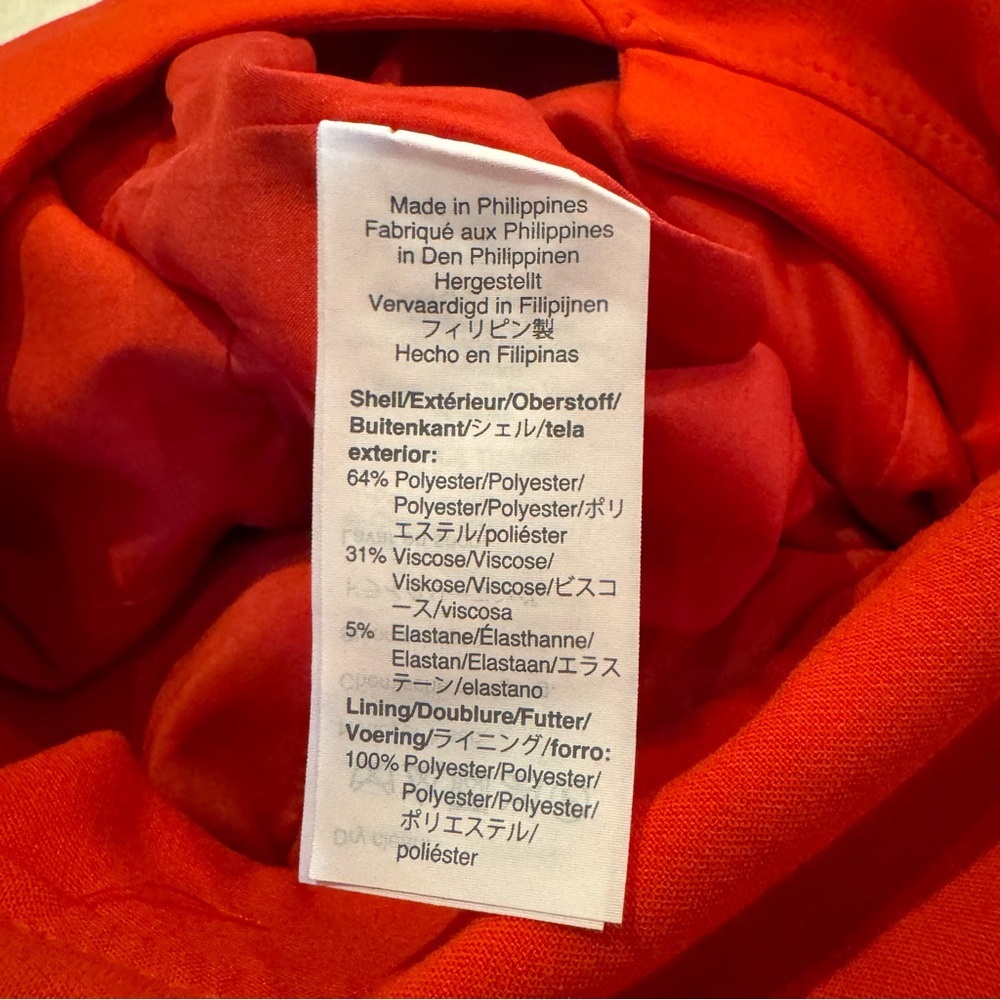 Made in Philippines
Fabriqué aux Philippines
in Den Philippinen
Hergestellt
Vervaardigd in Filipijnen
フィリピン製
Hecho en Filipinas
Shell/Extérieur/Oberstoff/
Buitenkant/シェル/tela
exterior:
64% Polyester/Polyester/
Polyester/Polyester/ポリ
エステル/poliéster
31% Viscose/Viscose/
Viskose/Viscose/ビスコ
ース/viscosa
5% Elastane/Élasthanne/
Elastan/Elastaan/エラス
テーン/elastano
Lining/Doublure/Futter/
Voering/ライニング/forro:
100% Polyester/Polyester/
Polyester/Polyester/
ポリエステル/
poliéster